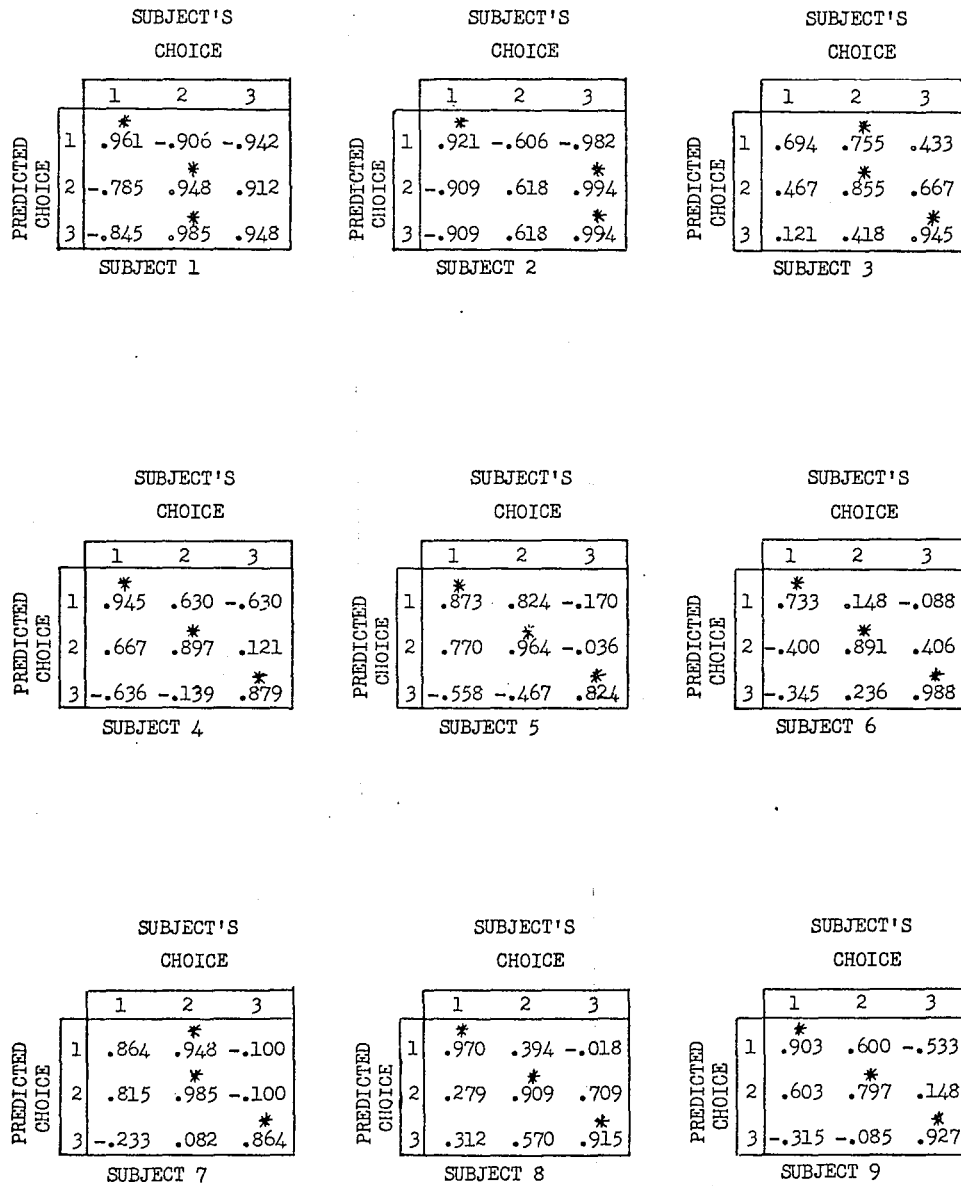 SUBJECT'S
CHOICE
1 2 3
PREDICTED
CHOICE
*
1 .961 -.906 -.942
*
2 -.785 .948 .912
*
3 -.845 .985 .948
SUBJECT 1
SUBJECT'S
CHOICE
1 2 3
PREDICTED
CHOICE
*
1 .921 -.606 -.982
*
2 -.909 .618 .994
*
3 -.909 .618 .994
SUBJECT 2
SUBJECT'S
CHOICE
1 2 3
PREDICTED
CHOICE
*
1 .694 .755 .433
*
2 .467 .855 .667
*
3 .121 .418 .945
SUBJECT 3
SUBJECT'S
CHOICE
1 2 3
PREDICTED
CHOICE
*
1 .945 .630 -.630
*
2 .667 .897 .121
*
3 -.636 -.139 .879
SUBJECT 4
SUBJECT'S
CHOICE
1 2 3
PREDICTED
CHOICE
*
1 .873 .824 -.170
*
2 .770 .964 -.036
*
3 -.558 -.467 .824
SUBJECT 5
SUBJECT'S
CHOICE
1 2 3
PREDICTED
CHOICE
*
1 .733 .148 -.088
*
2 -.400 .891 .406
*
3 -.345 .236 .988
SUBJECT 6
SUBJECT'S
CHOICE
1 2 3
PREDICTED
CHOICE
*
1 .864 .948 -.100
*
2 .815 .985 -.100
*
3 -.233 .082 .864
SUBJECT 7
SUBJECT'S
CHOICE
1 2 3
PREDICTED
CHOICE
*
1 .970 .394 -.018
*
2 .279 .909 .709
*
3 .312 .570 .915
SUBJECT 8
SUBJECT'S
CHOICE
1 2 3
PREDICTED
CHOICE
*
1 .903 .600 -.533
*
2 .603 .797 .148
*
3 -.315 -.085 .927
SUBJECT 9